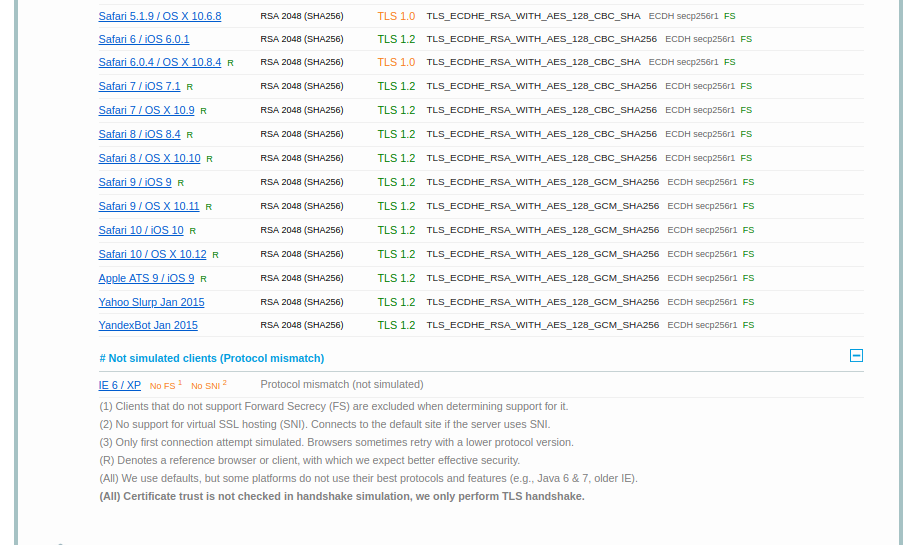 Safari 5.1.9 / OS X 10.6.8 RSA 2048 (SHA256) TLS 1.0 TLS_ECDHE_RSA_WITH_AES_128_CBC_SHA ECDH secp256r1 FS
Safari 6 / iOS 6.0.1 RSA 2048 (SHA256) TLS 1.2 TLS_ECDHE_RSA_WITH_AES_128_CBC_SHA256 ECDH secp256r1 FS
Safari 6.0.4 / OS X 10.8.4 R RSA 2048 (SHA256) TLS 1.0 TLS_ECDHE_RSA_WITH_AES_128_CBC_SHA ECDH secp256r1 FS
Safari 7 / iOS 7.1 R RSA 2048 (SHA256) TLS 1.2 TLS_ECDHE_RSA_WITH_AES_128_CBC_SHA256 ECDH secp256r1 FS
Safari 7 / OS X 10.9 R RSA 2048 (SHA256) TLS 1.2 TLS_ECDHE_RSA_WITH_AES_128_CBC_SHA256 ECDH secp256r1 FS
Safari 8 / iOS 8.4 R RSA 2048 (SHA256) TLS 1.2 TLS_ECDHE_RSA_WITH_AES_128_CBC_SHA256 ECDH secp256r1 FS
Safari 8 / OS X 10.10 R RSA 2048 (SHA256) TLS 1.2 TLS_ECDHE_RSA_WITH_AES_128_CBC_SHA256 ECDH secp256r1 FS
Safari 9 / iOS 9 R RSA 2048 (SHA256) TLS 1.2 TLS_ECDHE_RSA_WITH_AES_128_GCM_SHA256 ECDH secp256r1 FS
Safari 9 / OS X 10.11 R RSA 2048 (SHA256) TLS 1.2 TLS_ECDHE_RSA_WITH_AES_128_GCM_SHA256 ECDH secp256r1 FS
Safari 10 / iOS 10 R RSA 2048 (SHA256) TLS 1.2 TLS_ECDHE_RSA_WITH_AES_128_GCM_SHA256 ECDH secp256r1 FS
Safari 10 / OS X 10.12 R RSA 2048 (SHA256) TLS 1.2 TLS_ECDHE_RSA_WITH_AES_128_GCM_SHA256 ECDH secp256r1 FS
Apple ATS 9 / iOS 9 R RSA 2048 (SHA256) TLS 1.2 TLS_ECDHE_RSA_WITH_AES_128_GCM_SHA256 ECDH secp256r1 FS
Yahoo Slurp Jan 2015 RSA 2048 (SHA256) TLS 1.2 TLS_ECDHE_RSA_WITH_AES_128_GCM_SHA256 ECDH secp256r1 FS
YandexBot Jan 2015 RSA 2048 (SHA256) TLS 1.2 TLS_ECDHE_RSA_WITH_AES_128_GCM_SHA256 ECDH secp256r1 FS
# Not simulated clients (Protocol mismatch)
IE 6 / XP No FS 1 No SNI 2 Protocol mismatch (not simulated)
(1) Clients that do not support Forward Secrecy (FS) are excluded when determining support for it.
(2) No support for virtual SSL hosting (SNI). Connects to the default site if the server uses SNI.
(3) Only first connection attempt simulated. Browsers sometimes retry with a lower protocol version.
(R) Denotes a reference browser or client, with which we expect better effective security.
(All) We use defaults, but some platforms do not use their best protocols and features (e.g., Java 6 & 7, older IE).
(All) Certificate trust is not checked in handshake simulation, we only perform TLS handshake.